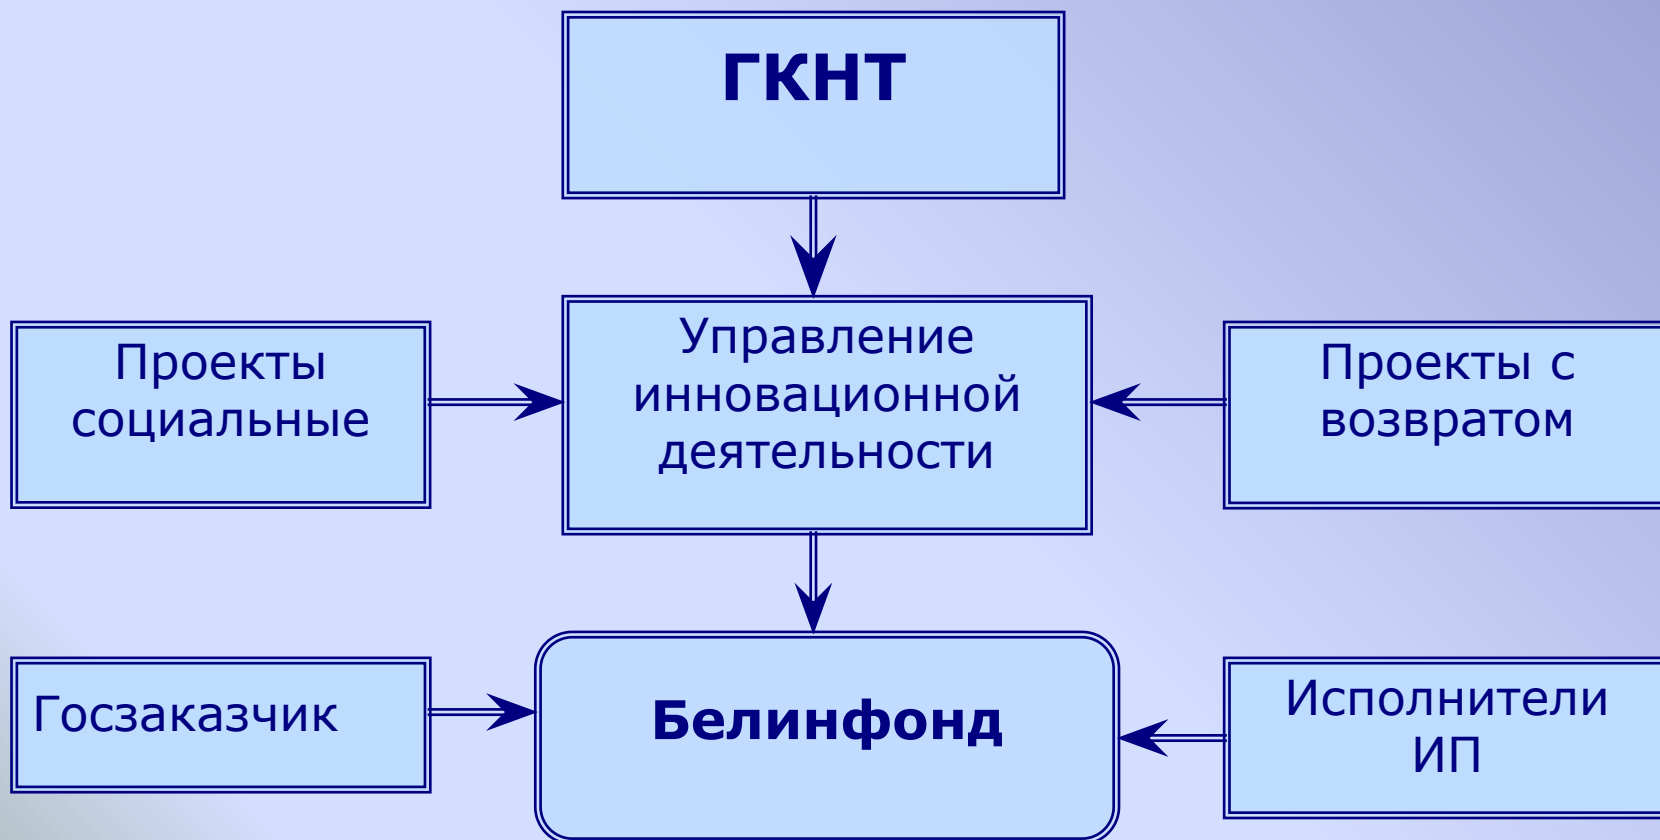 ГКНТ
Проекты
социальные
Управление
инновационной
деятельности
Проекты с
возвратом
Госзаказчик
Белинфонд
Исполнители
ИП